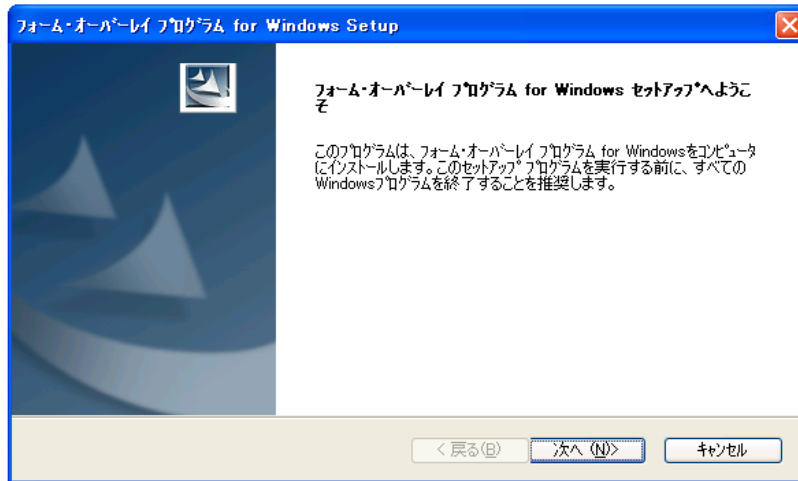 フォーム・オーバーレイ プログラム for Windows Setup
フォーム・オーバーレイ プログラム for Windows セットアップへようこ
そ
このプログラムは、フォーム・オーバーレイ プログラム for Windowsをコンピュータ
にインストールします。このセットアップ プログラムを実行する前に、すべての
Windowsプログラムを終了することを推奨します。
< 戻る(B) 次へ (N)> キャンセル